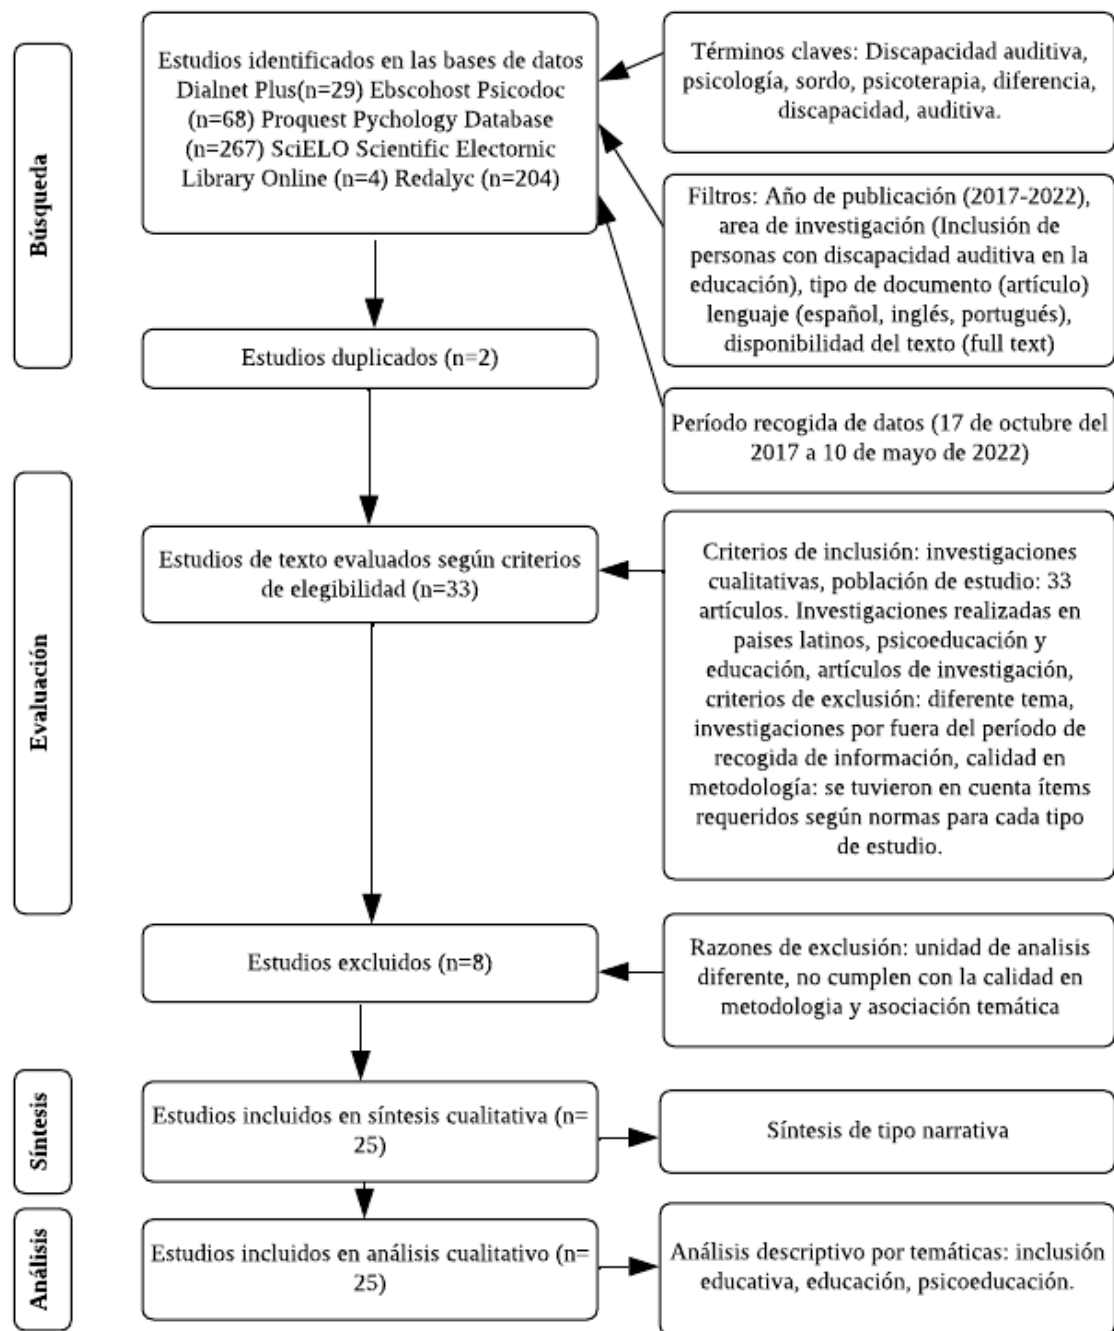 Búsqueda
Estudios identificados en las bases de datos
Dialnet Plus(n=29) Ebscohost Psicodoc
(n=68) Proquest Pychology Database
(n=267) SciELO Scientific Electornic
Library Online (n=4) Redalyc (n=204)
Términos claves: Discapacidad auditiva,
psicología, sordo, psicoterapia, diferencia,
discapacidad, auditiva.
Filtros: Año de publicación (2017-2022),
area de investigación (Inclusión de
personas con discapacidad auditiva en la
educación), tipo de documento (artículo)
lenguaje (español, inglés, portugués),
disponibilidad del texto (full text)
Estudios duplicados (n=2)
Período recogida de datos (17 de octubre del
2017 a 10 de mayo de 2022)
Evaluación
Estudios de texto evaluados según criterios
de elegibilidad (n=33)
Criterios de inclusión: investigaciones
cualitativas, población de estudio: 33
artículos. Investigaciones realizadas en
paises latinos, psicoeducación y
educación, artículos de investigación,
criterios de exclusión: diferente tema,
investigaciones por fuera del período de
recogida de información, calidad en
metodología: se tuvieron en cuenta ítems
requeridos según normas para cada tipo
de estudio.
Estudios excluidos (n=8)
Razones de exclusión: unidad de analisis
diferente, no cumplen con la calidad en
metodologia y asociación temática
Síntesis
Estudios incluidos en síntesis cualitativa (n=
25)
Síntesis de tipo narrativa
Análisis
Estudios incluidos en análisis cualitativo (n=
25)
Análisis descriptivo por temáticas: inclusión
educativa, educación, psicoeducación.